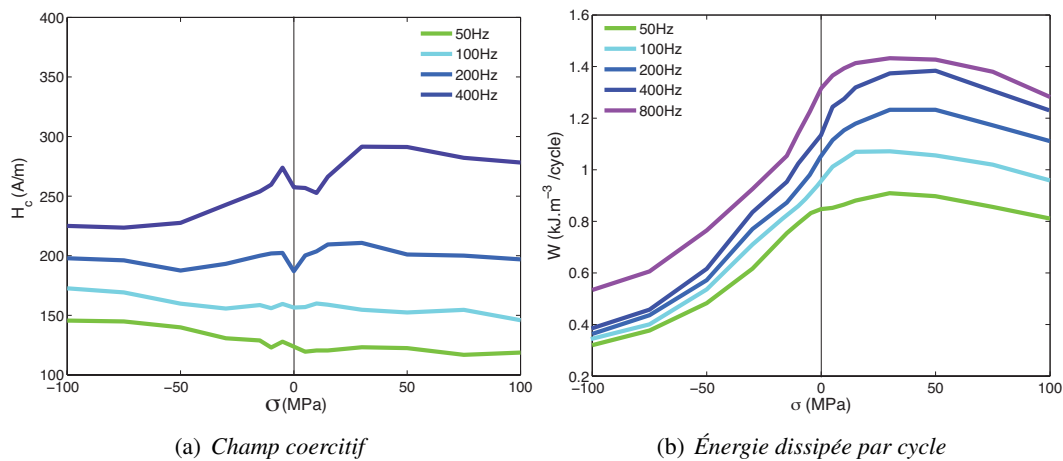 400
350
300
250
200
150
100
H_c (A/m)
50Hz
100Hz
200Hz
400Hz
−100
−50
0
50
100
σ(MPa)
(a) Champ coercitif
1.6
1.4
1.2
1
0.8
0.6
0.4
0.2
W (kJ.m⁻³ /cycle)
50Hz
100Hz
200Hz
400Hz
800Hz
−100
−50
0
50
100
σ (MPa)
(b) Énergie dissipée par cycle